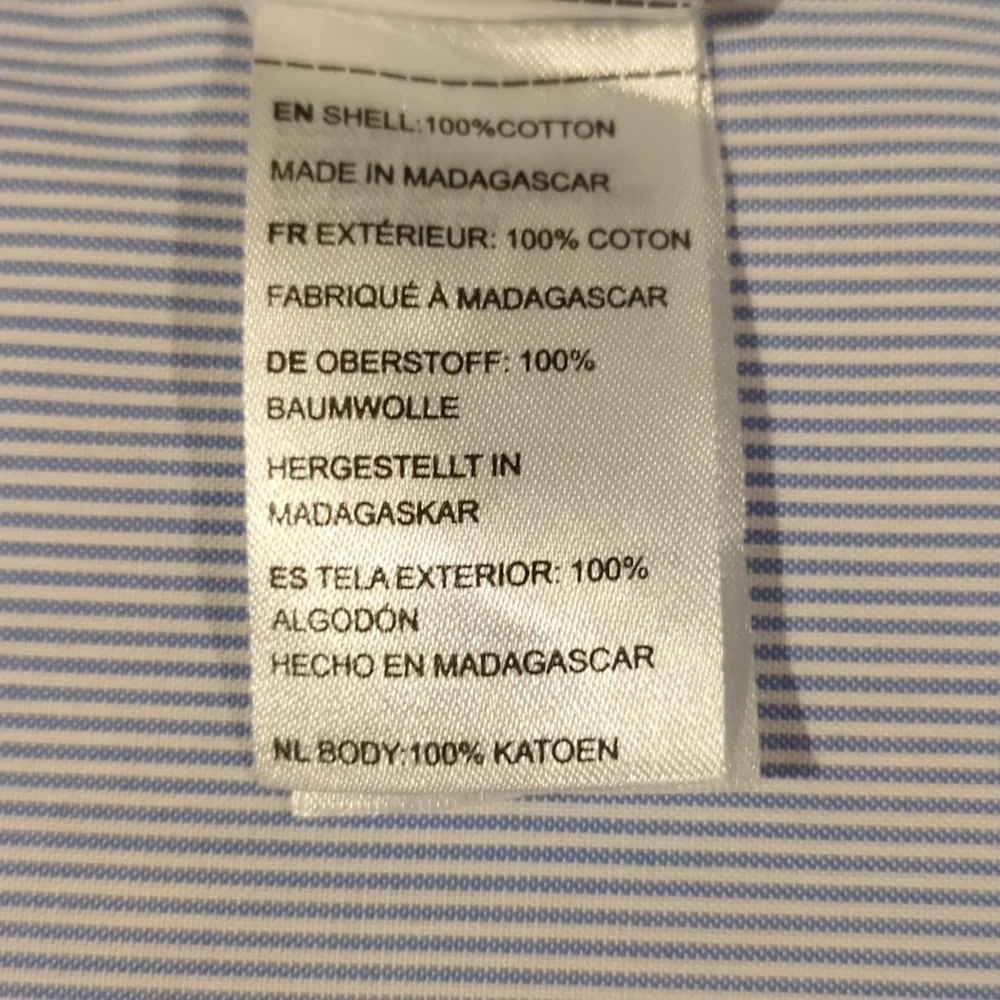 EN SHELL:100%COTTON
MADE IN MADAGASCAR
FR EXTÉRIEUR: 100% COTON
FABRIQUÉ À MADAGASCAR
DE OBERSTOFF: 100%
BAUMWOLLE
HERGESTELLT IN
MADAGASKAR
ES TELA EXTERIOR: 100%
ALGODÓN
HECHO EN MADAGASCAR
NL BODY:100% KATOEN